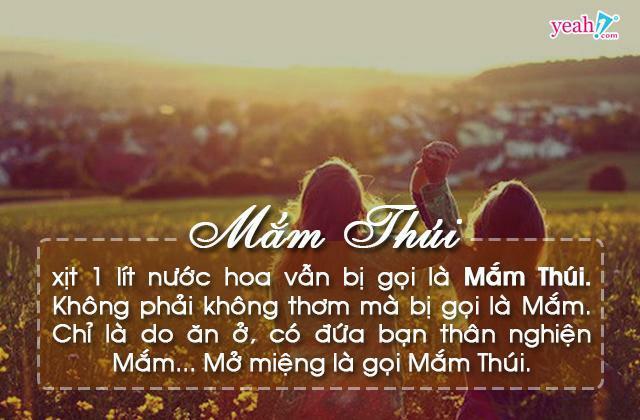 yeah1.com
Mắm Thúi
xịt 1 lít nước hoa vẫn bị gọi là Mắm Thúi.
Không phải không thơm mà bị gọi là Mắm.
Chỉ là do ăn ở, có đứa bạn thân nghiện
Mắm... Mở miệng là gọi Mắm Thúi.